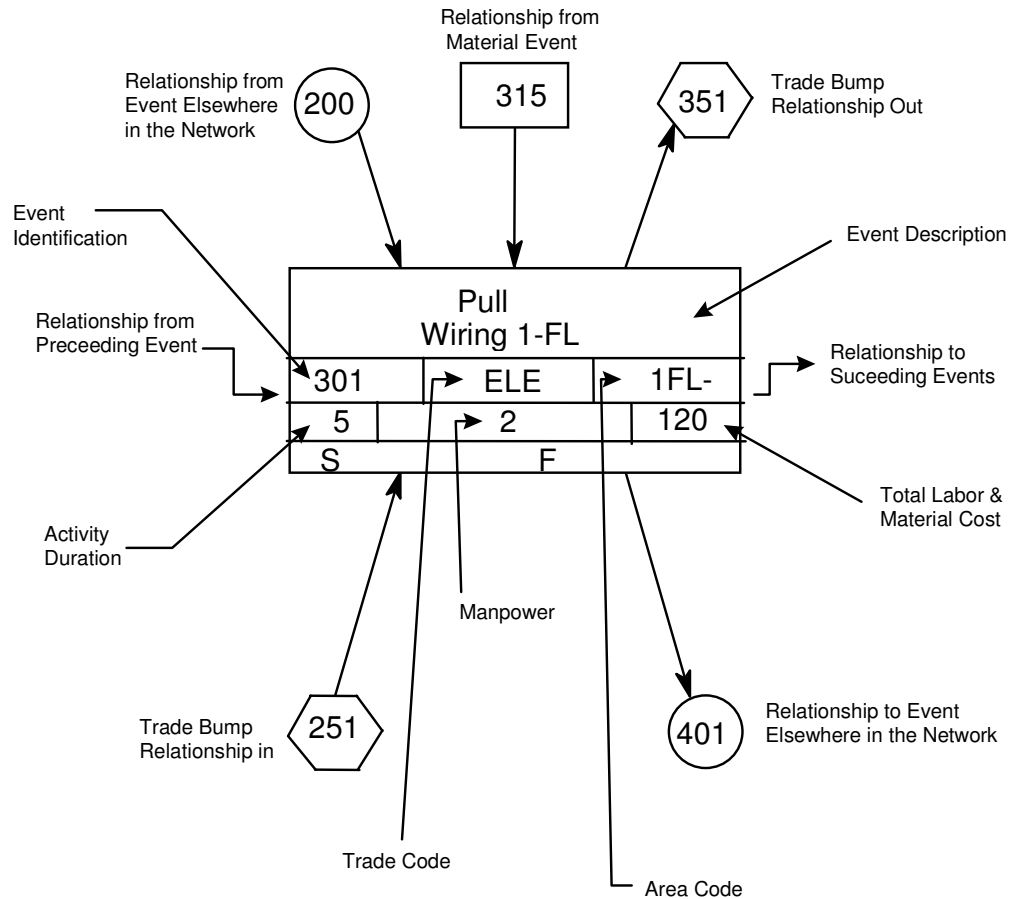 Relationship from
Material Event
Relationship from
Event Elsewhere
in the Network
200
315
351
Trade Bump
Relationship Out
Event
Identification
Event Description
Pull
Wiring 1-FL
Relationship from
Preceeding Event
301
ELE
1FL-
Relationship to
Suceeding Events
5
2
120
S
F
Total Labor &
Material Cost
Activity
Duration
Manpower
Trade Bump
Relationship in
251
401
Relationship to Event
Elsewhere in the Network
Trade Code
Area Code